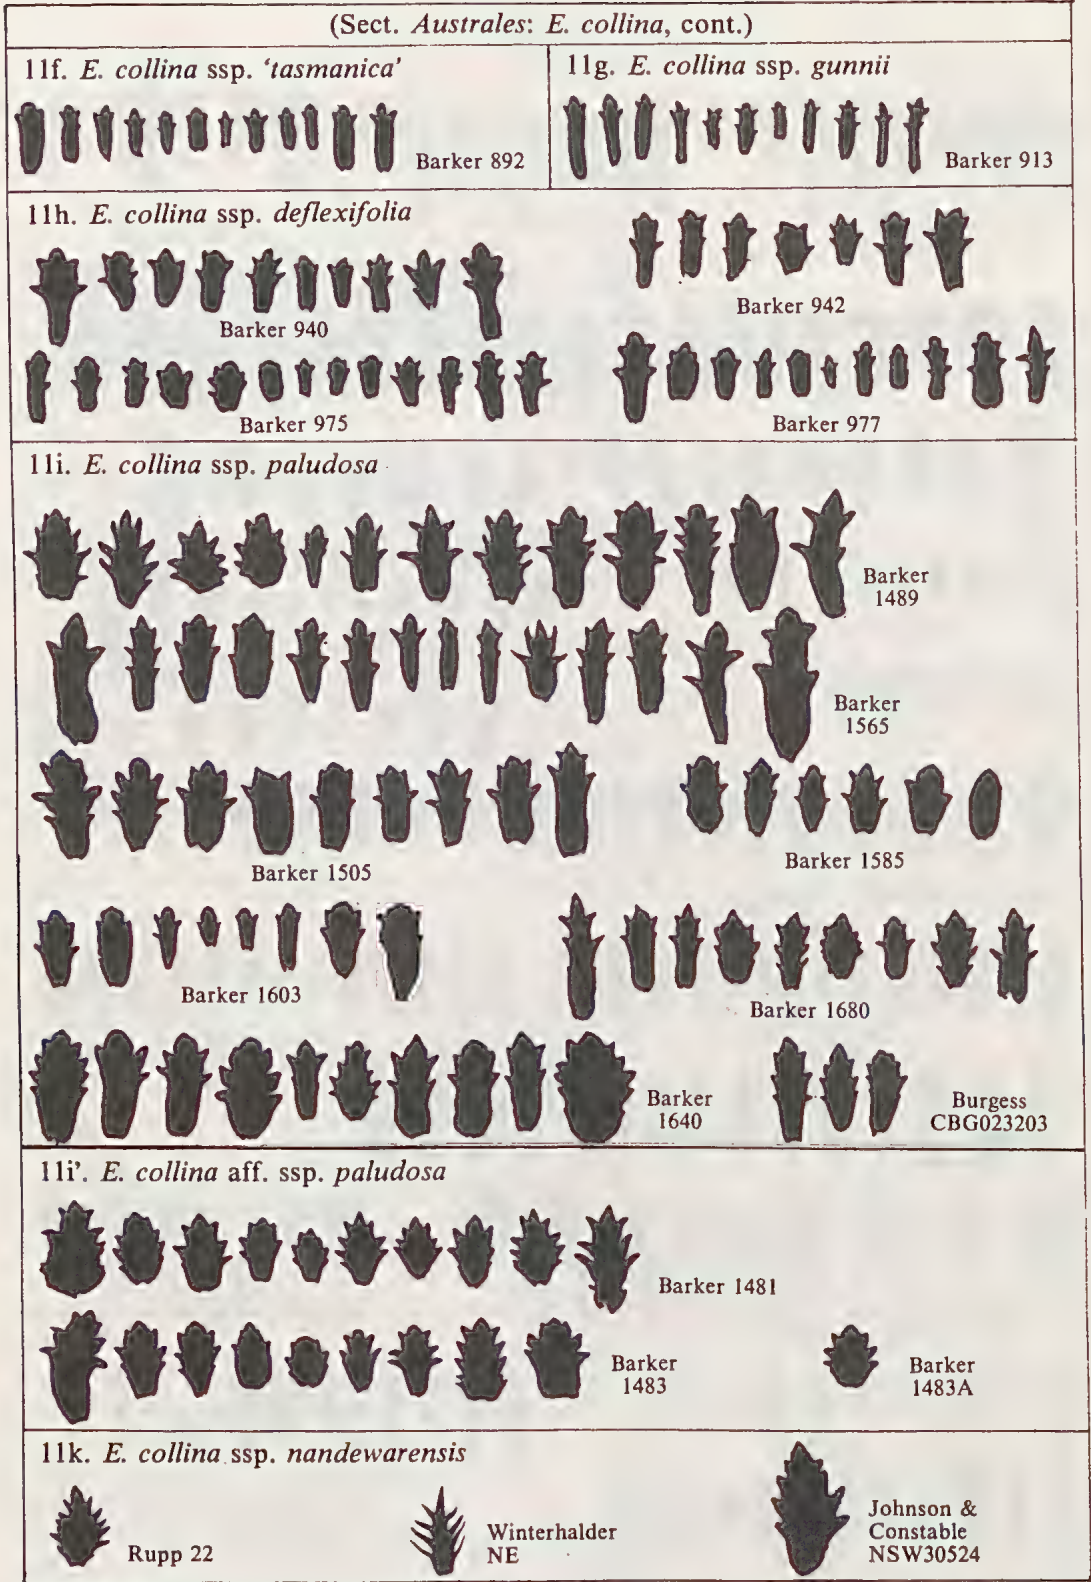 (Sect. Australes: E. collina, cont.)
11f. E. collina ssp. 'tasmanica'
Barker 892
11g. E. collina ssp. gunnii
Barker 913
11h. E. collina ssp. deflexifolia
Barker 940
Barker 942
Barker 975
Barker 977
11i. E. collina ssp. paludosa
Barker
1489
Barker
1565
Barker 1505
Barker 1585
Barker 1603
Barker 1680
Barker
1640
Burgess
CBG023203
11i'. E. collina aff. ssp. paludosa
Barker 1481
Barker
1483
Barker
1483A
11k. E. collina ssp. nandewarensis
Rupp 22
Winterhalder
NE
Johnson &
Constable
NSW30524